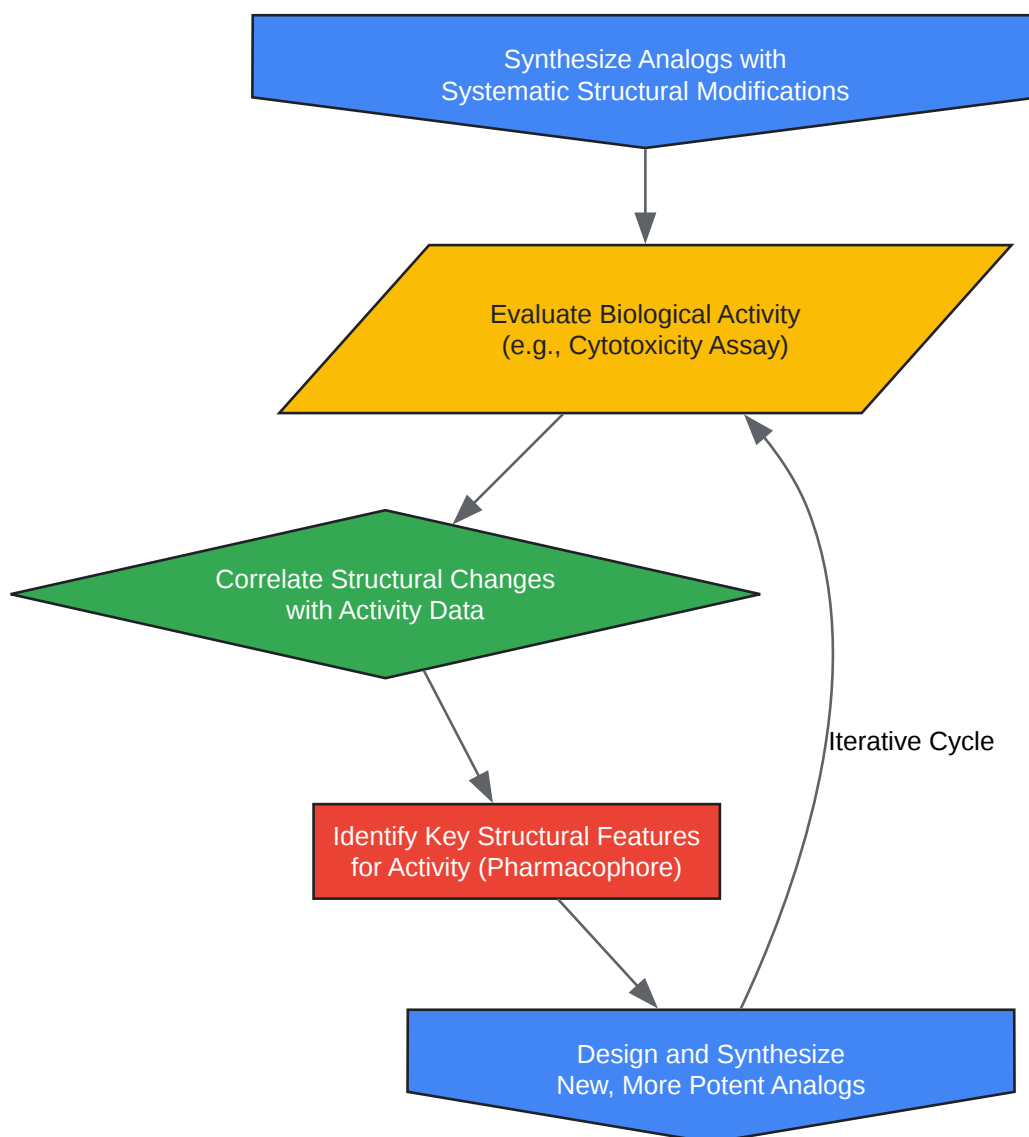 Synthesize Analogs with
Systematic Structural Modifications
Evaluate Biological Activity
(e.g., Cytotoxicity Assay)
Correlate Structural Changes
with Activity Data
Iterative Cycle
Identify Key Structural Features
for Activity (Pharmacophore)
Design and Synthesize
New, More Potent Analogs